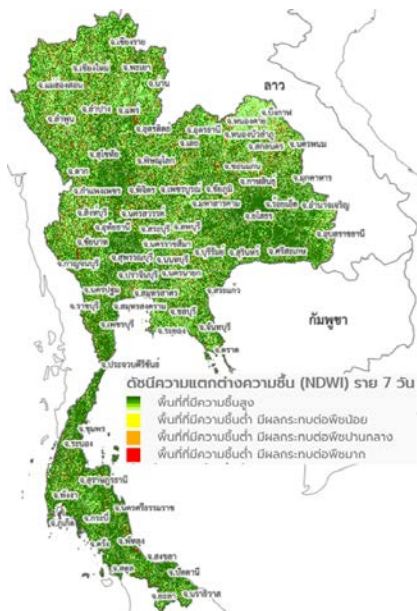 จ.เชียงราย
จ.เชียงใหม่ จ.พะเยา
จ.แม่ฮ่องสอน จ.น่าน
จ.ลำปาง จ.แพร่
จ.ลำพูน
ลาว
จ.บึงกาฬ
จ.หนองคาย
จ.อุตรดิตถ์ จ.อุดรธานี
จ.เลย จ.หนองบัวลำภู
จ.สกลนคร จ.นครพนม
จ.สุโขทัย
จ.พิษณุโลก จ.ขอนแก่น
จ.ตาก จ.กาฬสินธุ์ จ.มุกดาหาร
จ.กำแพงเพชร จ.พิจิตร จ.เพชรบูรณ์ จ.ชัยภูมิ
จ.มหาสารคาม จ.ร้อยเอ็ด จ.อำนาจเจริญ
จ.ยโสธร
จ.สิงห์บุรี จ.นครสวรรค์
จ.อุทัยธานี จ.สระบุรี จ.ลพบุรี
จ.อุบลราชธานี
จ.ชัยนาท จ.นครราชสีมา จ.บุรีรัมย์ จ.สุรินทร์ จ.ศรีสะเกษ
จ.กาญจนบุรี จ.สุพรรณบุรี จ.นนทบุรี
จ.ปราจีนบุรี จ.นครนายก
จ.นครปฐม จ.สมุทรสาคร จ.สระแก้ว
จ.ราชบุรี จ.สมุทรสงคราม จ.ชลบุรี
จ.เพชรบุรี จ.ระยอง จ.จันทบุรี
กัมพูชา
จ.ตราด
จ.ประจวบคีรีขันธ์
ดัชนีความแตกต่างความชื้น (NDWI) ราย 7 วัน
พื้นที่ที่มีความชื้นสูง
พื้นที่ที่มีความชื้นต่ำ มีผลกระทบต่อพืชน้อย
พื้นที่ที่มีความชื้นต่ำ มีผลกระทบต่อพืชปานกลาง
พื้นที่ที่มีความชื้นต่ำ มีผลกระทบต่อพืชมาก
จ.ชุมพร
จ.ระนอง
จ.สุราษฎร์ธานี
จ.พังงา จ.นครศรีธรรมราช
จ.ภูเก็ต จ.กระบี่
จ.ตรัง จ.พัทลุง
จ.สตูล จ.สงขลา
จ.ปัตตานี
จ.ยะลา จ.นราธิวาส